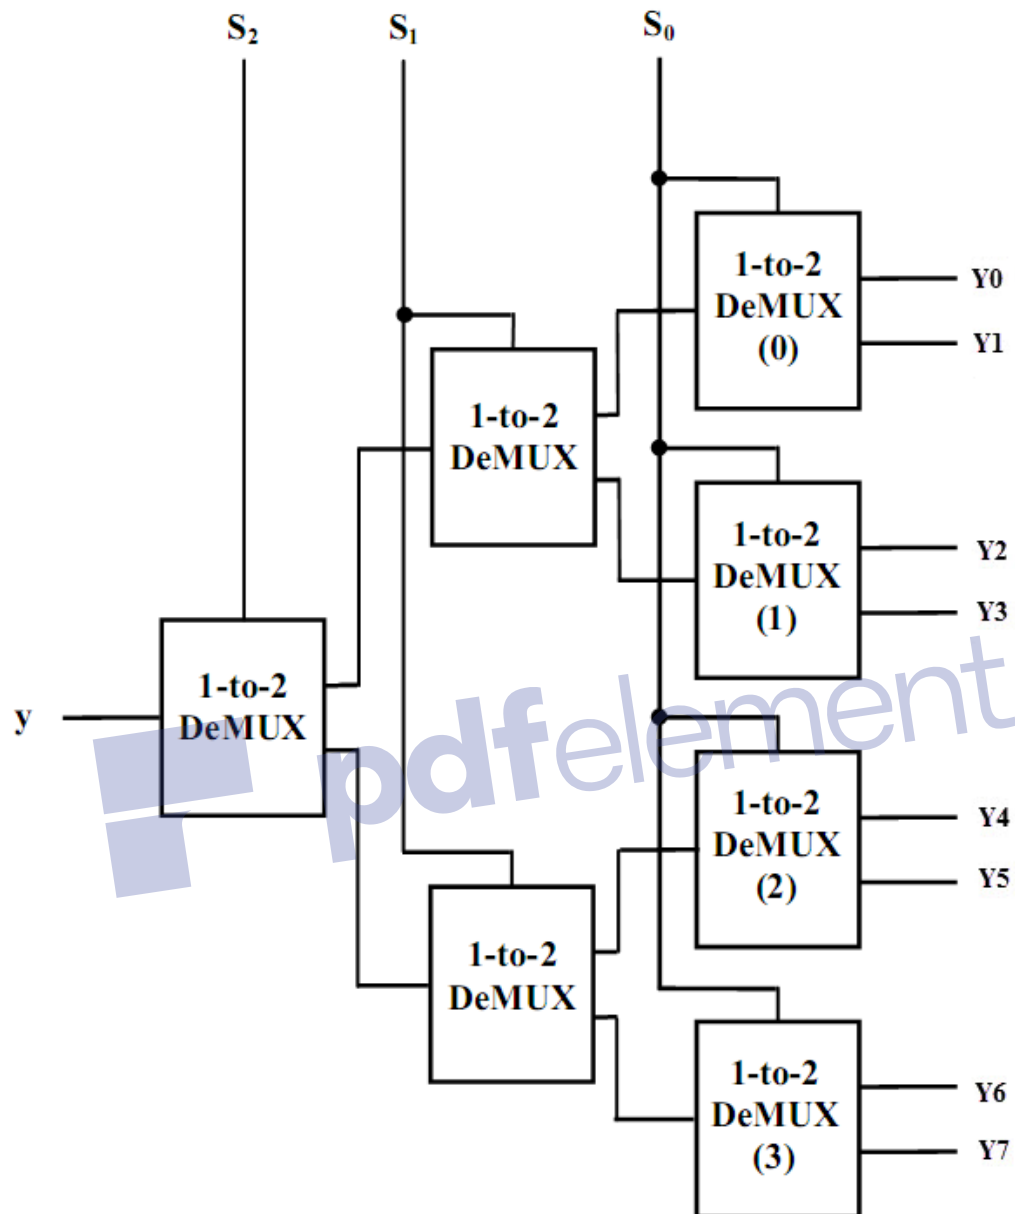 S₂ S₁ S₀
1-to-2
DeMUX
(0)
Y0
Y1
1-to-2
DeMUX
1-to-2
DeMUX
(1)
Y2
Y3
y
1-to-2
DeMUX
pdfelement
1-to-2
DeMUX
(2)
Y4
Y5
1-to-2
DeMUX
1-to-2
DeMUX
(3)
Y6
Y7